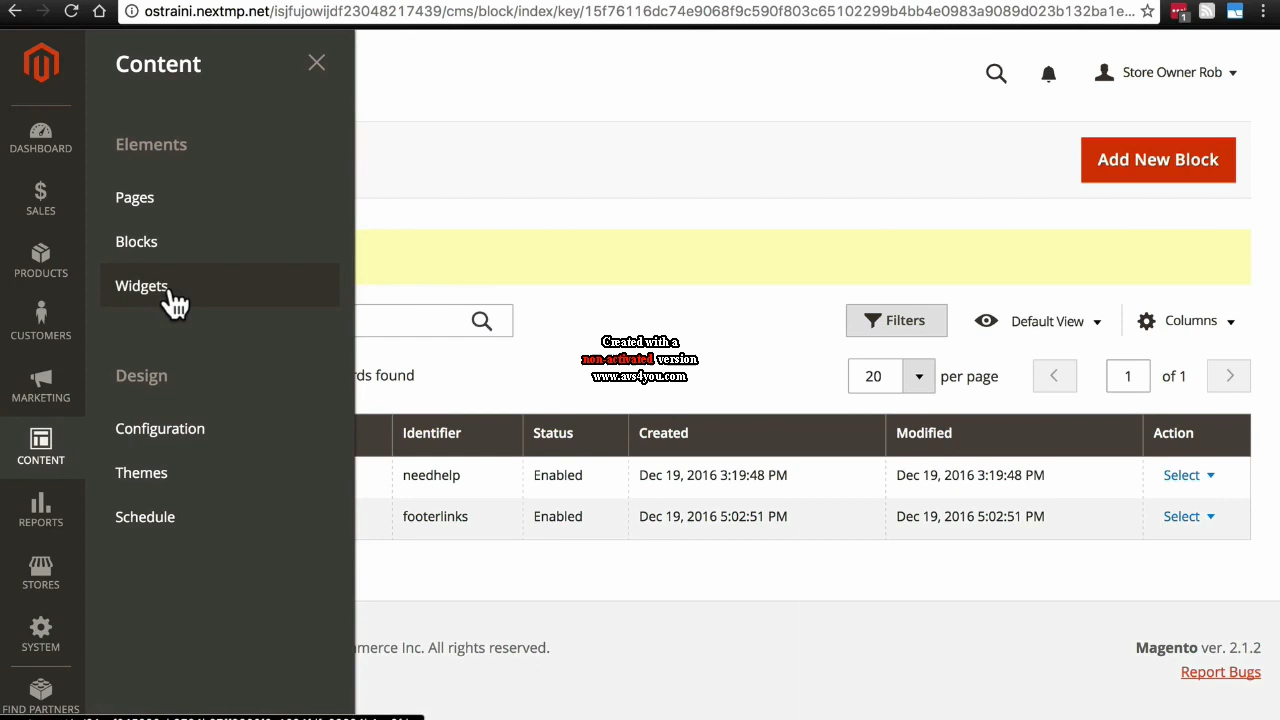 ostraini.nextmp.net/isjfujowijdf23048217439/cms/block/index/key/15f76116dc74e9068f9c590f803c65102299b4bb4e0983a9089d023b132ba1e...
1
Content
Store Owner Rob
DASHBOARD
Elements
Add New Block
SALES
Pages
Blocks
PRODUCTS
Widgets
CUSTOMERS
Filters
Default View
Columns
Created with a
non-activated version
www.avs4you.com
Design
ds found
20
per page
1
of 1
MARKETING
Configuration
Identifier
Status
Created
Modified
Action
CONTENT
Themes
needhelp
Enabled
Dec 19, 2016 3:19:48 PM
Dec 19, 2016 3:19:48 PM
Select
Schedule
footerlinks
Enabled
Dec 19, 2016 5:02:51 PM
Dec 19, 2016 5:02:51 PM
Select
REPORTS
STORES
SYSTEM
merce Inc. All rights reserved.
Magento ver. 2.1.2
Report Bugs
FIND PARTNERS